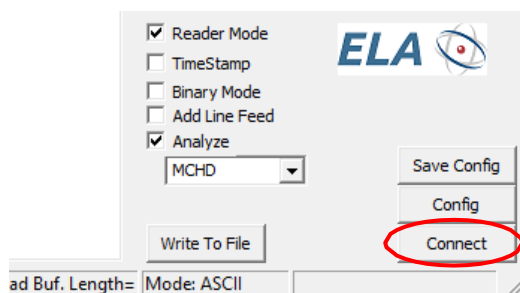 Reader Mode
ELA
TimeStamp
Binary Mode
Add Line Feed
Analyze
MCHD
Save Config
Config
Write To File
Connect
ad Buf. Length= Mode: ASCII